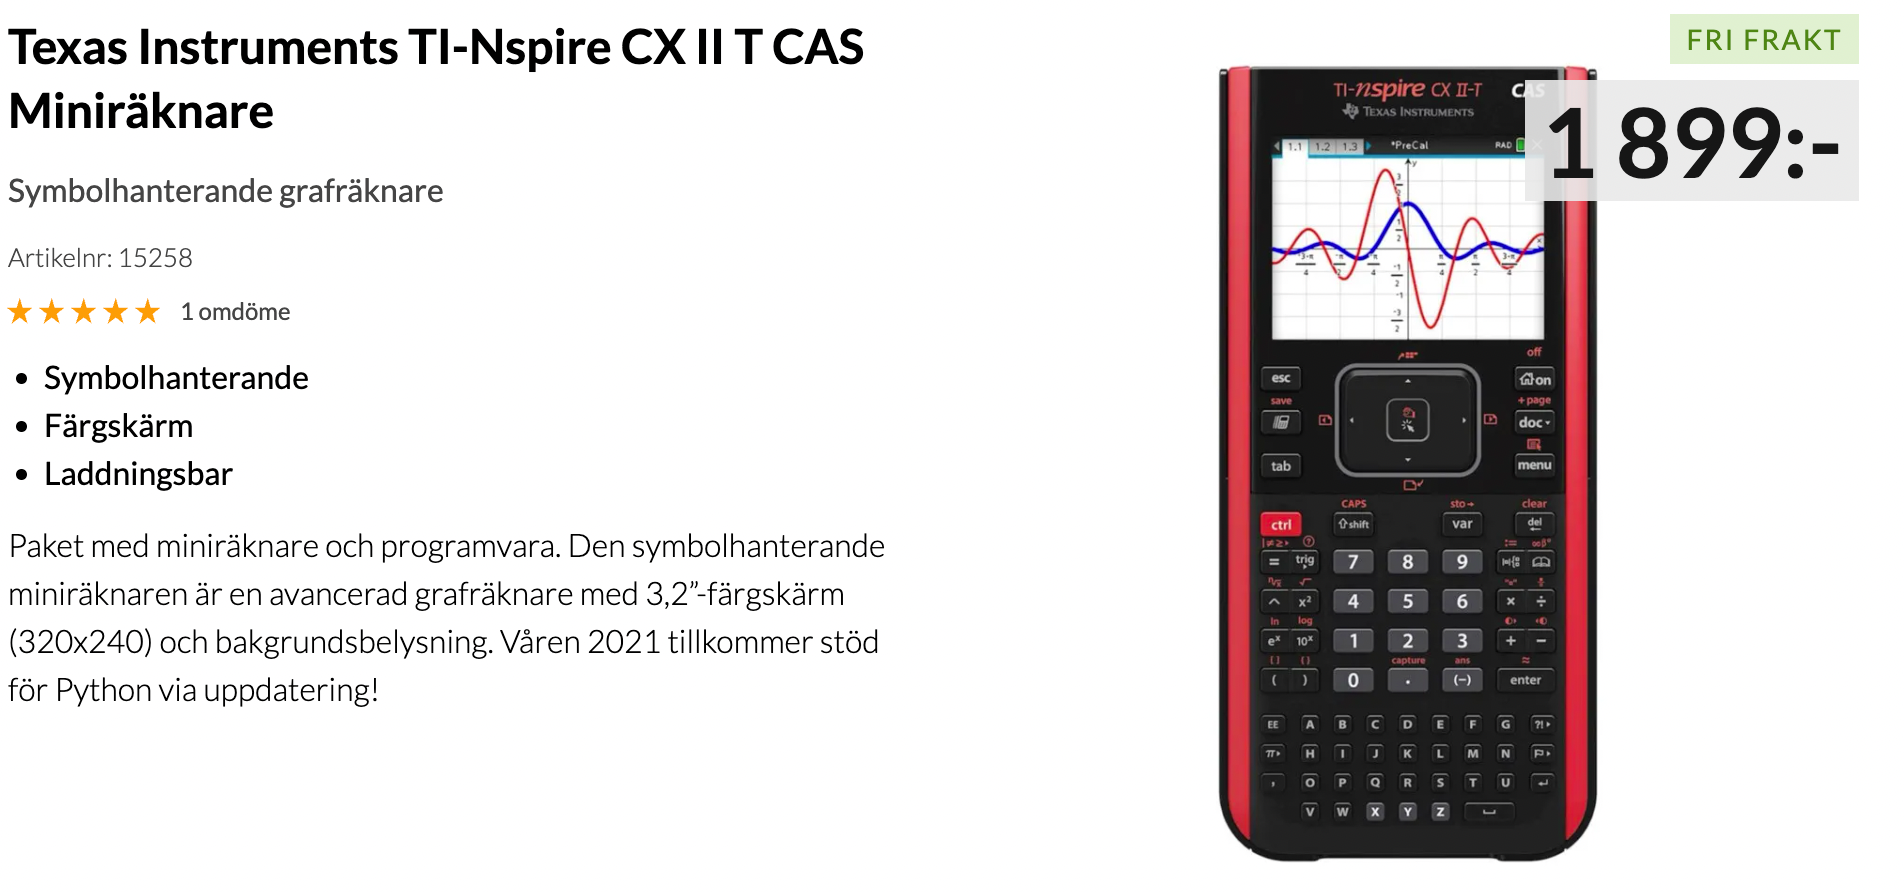 Texas Instruments TI-Nspire CX II T CAS
Miniräknare
Symbolhanterande grafräknare
Artikelnr: 15258
1 omdöme
Symbolhanterande
Färgskärm
Laddningsbar
Paket med miniräknare och programvara. Den symbolhanterande
miniräknaren är en avancerad grafräknare med 3,2”-färgskärm
(320x240) och bakgrundsbelysning. Våren 2021 tillkommer stöd
för Python via uppdatering!
FRI FRAKT
1 899:-
TI-nspire CX II-T CAS
TEXAS INSTRUMENTS
1.1 1.2 1.3 *PreCal RAD
off
esc on
save +page
doc
tab menu
CAPS sto→ clear
ctrl shift var del
= trig 7 8 9
^ x² 4 5 6 × ÷
ln log
eˣ 10ˣ 1 2 3 + −
[ ] { } capture ans ≈
( ) 0 . (−) enter
EE A B C D E F G ?!
π H I J K L M N
, O P Q R S T U
V W X Y Z